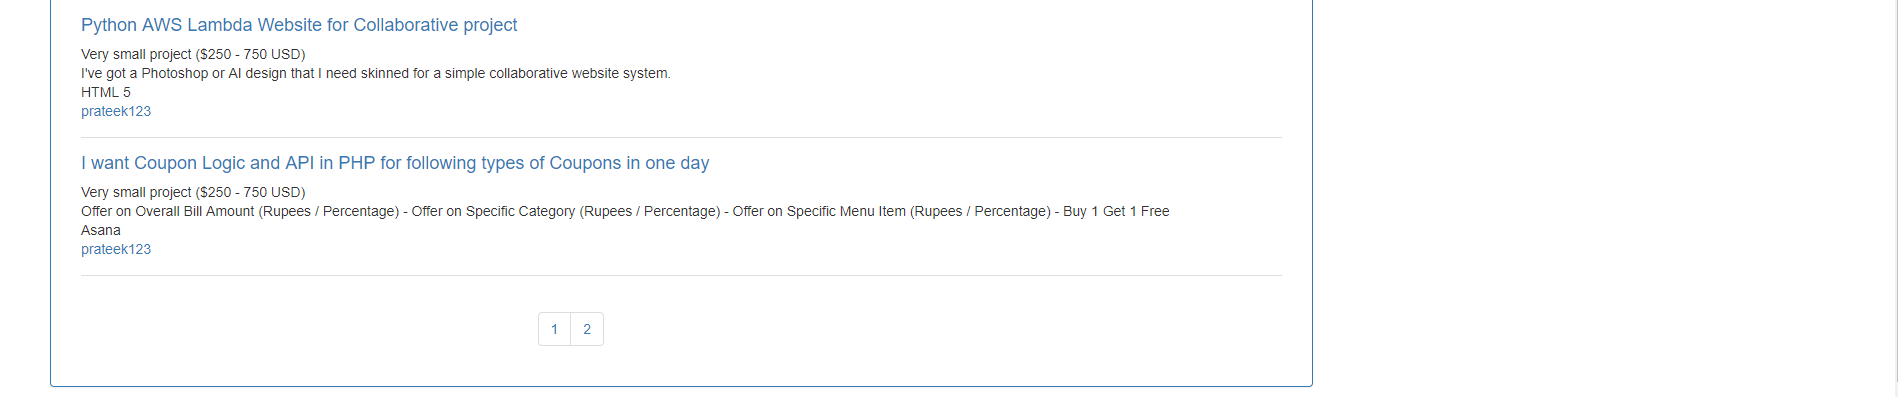 Python AWS Lambda Website for Collaborative project
Very small project ($250 - 750 USD)
I've got a Photoshop or AI design that I need skinned for a simple collaborative website system.
HTML 5
prateek123
I want Coupon Logic and API in PHP for following types of Coupons in one day
Very small project ($250 - 750 USD)
Offer on Overall Bill Amount (Rupees / Percentage) - Offer on Specific Category (Rupees / Percentage) - Offer on Specific Menu Item (Rupees / Percentage) - Buy 1 Get 1 Free
Asana
prateek123
1 2